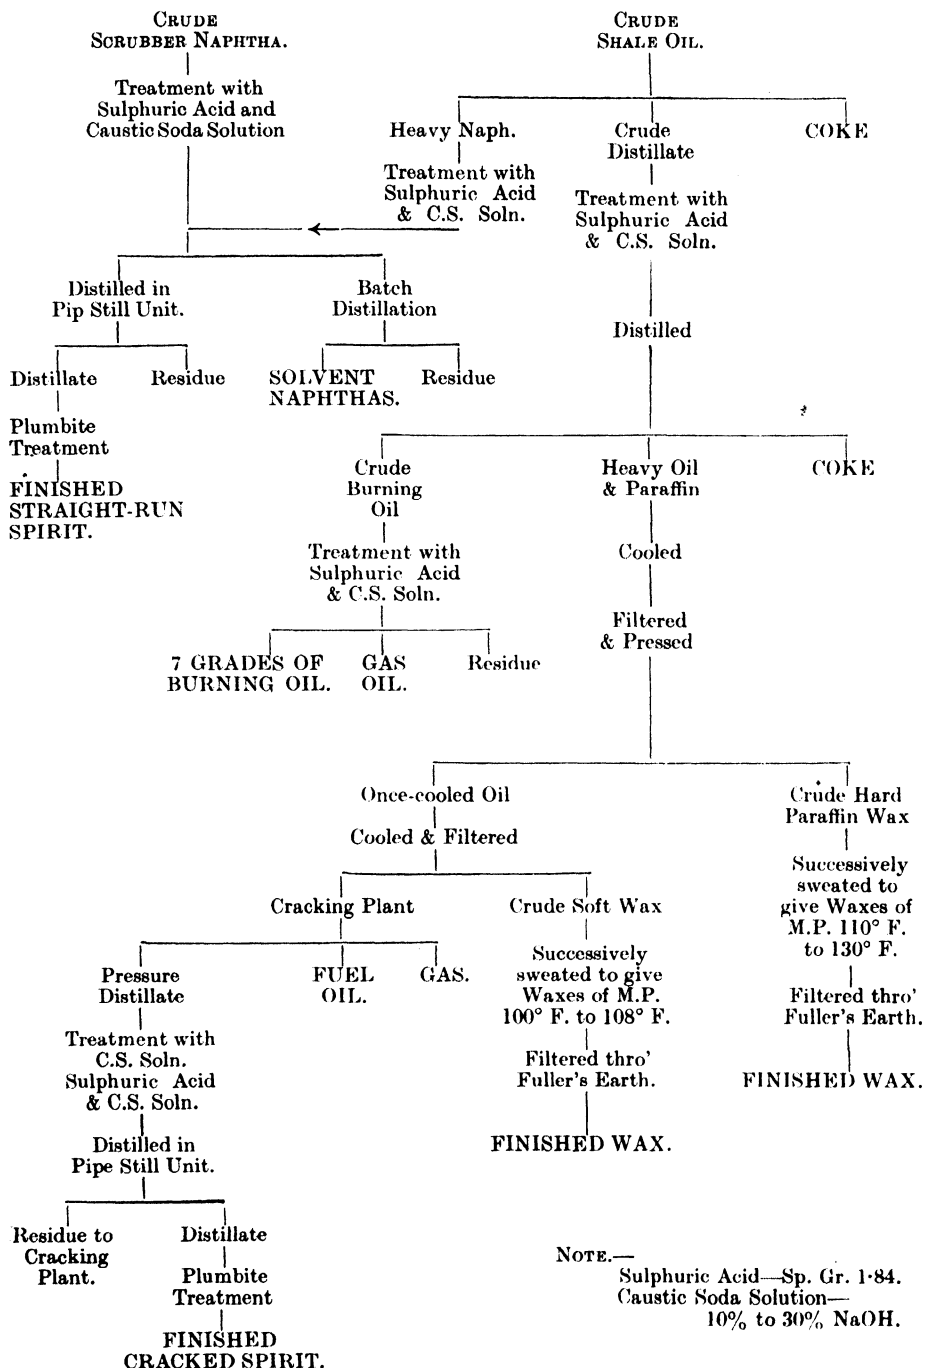 CRUDE
SCRUBBER NAPHTHA.
Treatment with
Sulphuric Acid and
Caustic Soda Solution
CRUDE
SHALE OIL.
Heavy Naph.
Treatment with
Sulphuric Acid
& C.S. Soln.
Crude
Distillate
Treatment with
Sulphuric Acid
& C.S. Soln.
COKE
Distilled in
Pip Still Unit.
Batch
Distillation
Distilled
Distillate
Residue
SOLVENT
NAPHTHAS.
Residue
Plumbite
Treatment
FINISHED
STRAIGHT-RUN
SPIRIT.
Crude
Burning
Oil
Treatment with
Sulphuric Acid
& C.S. Soln.
Heavy Oil
& Paraffin
Cooled
Filtered
& Pressed
COKE
7 GRADES OF
BURNING OIL.
GAS
OIL.
Residue
Once-cooled Oil
Cooled & Filtered
Crude Hard
Paraffin Wax
Successively
sweated to
give Waxes of
M.P. 110° F.
to 130° F.
Filtered thro'
Fuller's Earth.
FINISHED WAX.
Cracking Plant
Crude Soft Wax
Successively
sweated to give
Waxes of M.P.
100° F. to 108° F.
Filtered thro'
Fuller's Earth.
FINISHED WAX.
Pressure
Distillate
FUEL
OIL.
GAS.
Treatment with
C.S. Soln.
Sulphuric Acid
& C.S. Soln.
Distilled in
Pipe Still Unit.
Residue to
Cracking
Plant.
Distillate
Plumbite
Treatment
FINISHED
CRACKED SPIRIT.
NOTE.—
Sulphuric Acid—Sp. Gr. 1·84.
Caustic Soda Solution—
10% to 30% NaOH.